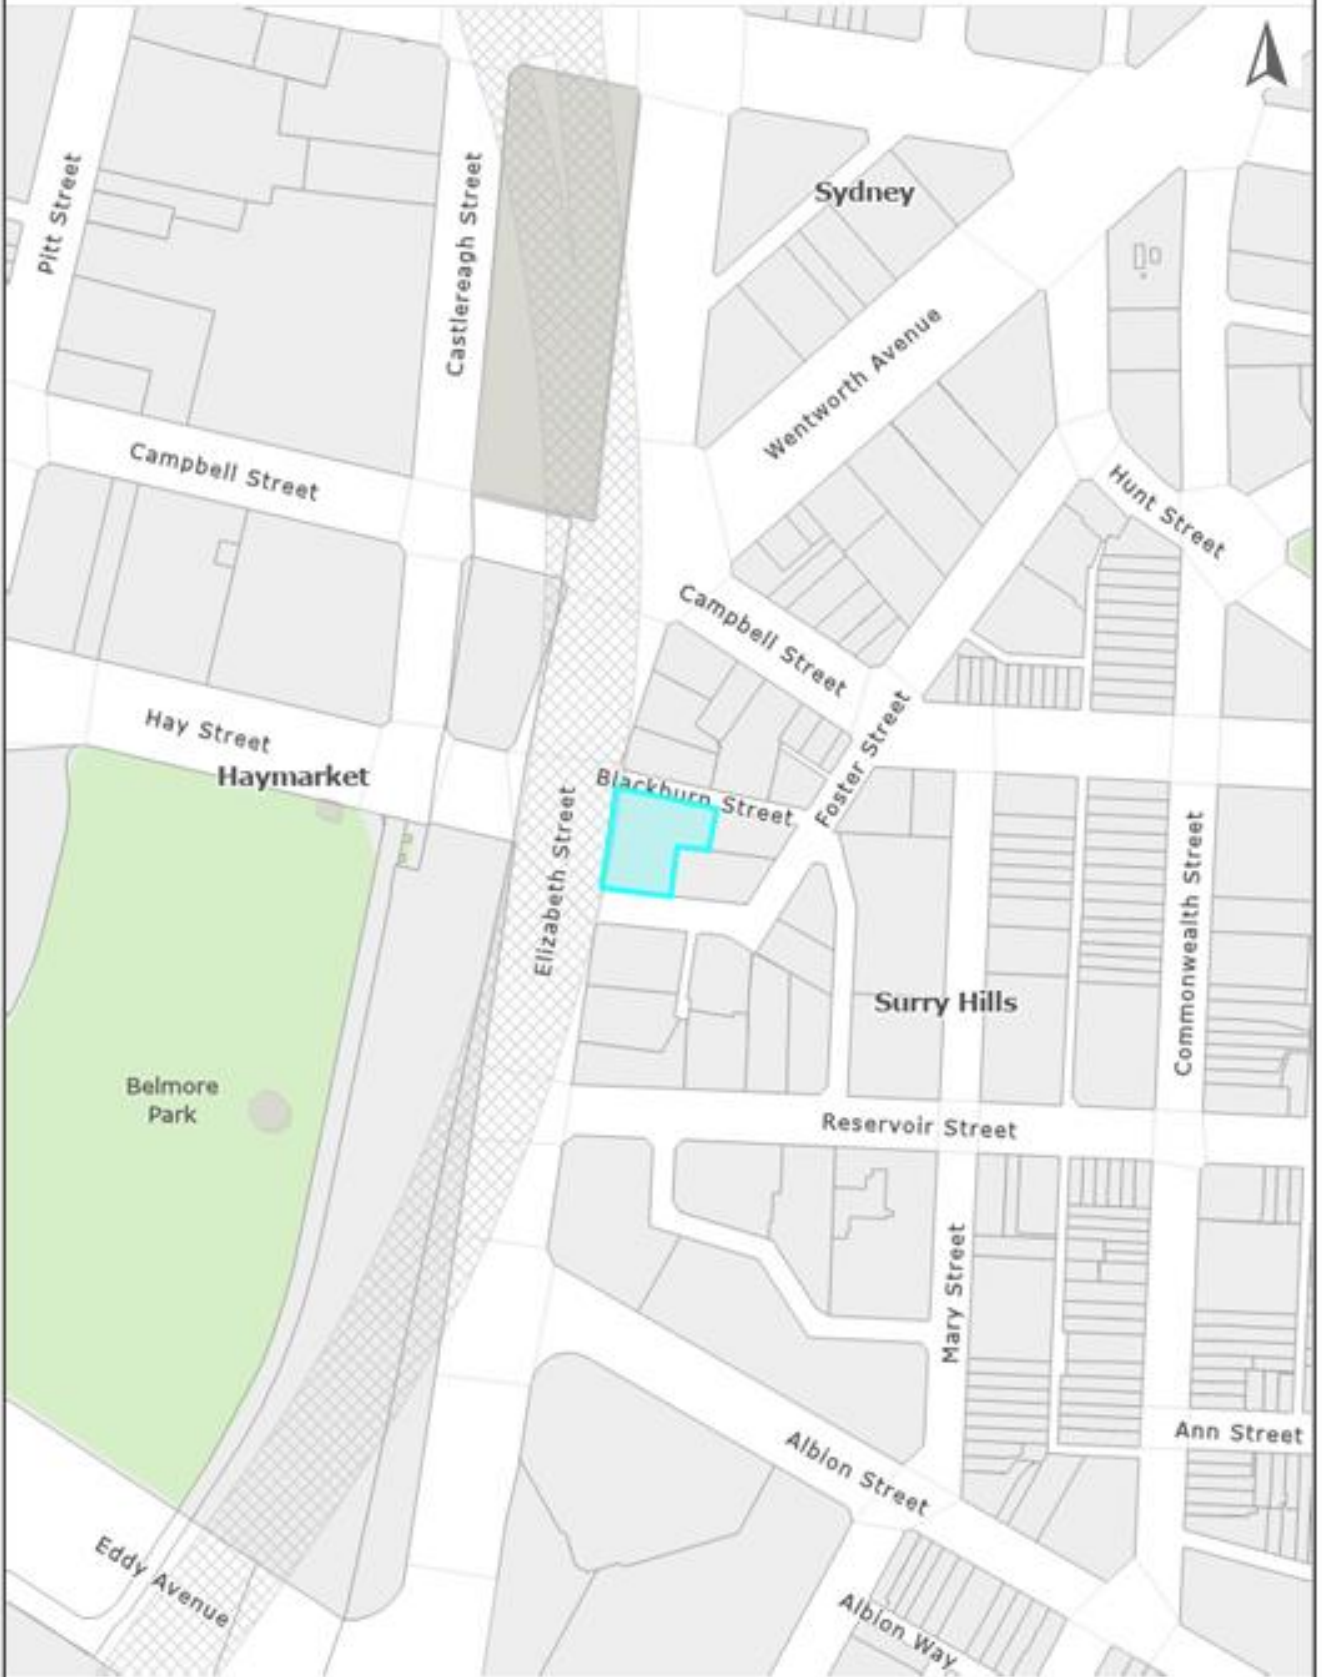 Sydney
Pitt Street
Castlereagh Street
Wentworth Avenue
Campbell Street
Hunt Street
Campbell Street
Hay Street
Haymarket
Blackburn Street
Foster Street
Elizabeth Street
Commonwealth Street
Surry Hills
Belmore
Park
Reservoir Street
Mary Street
Ann Street
Albion Street
Eddy Avenue
Albion Way